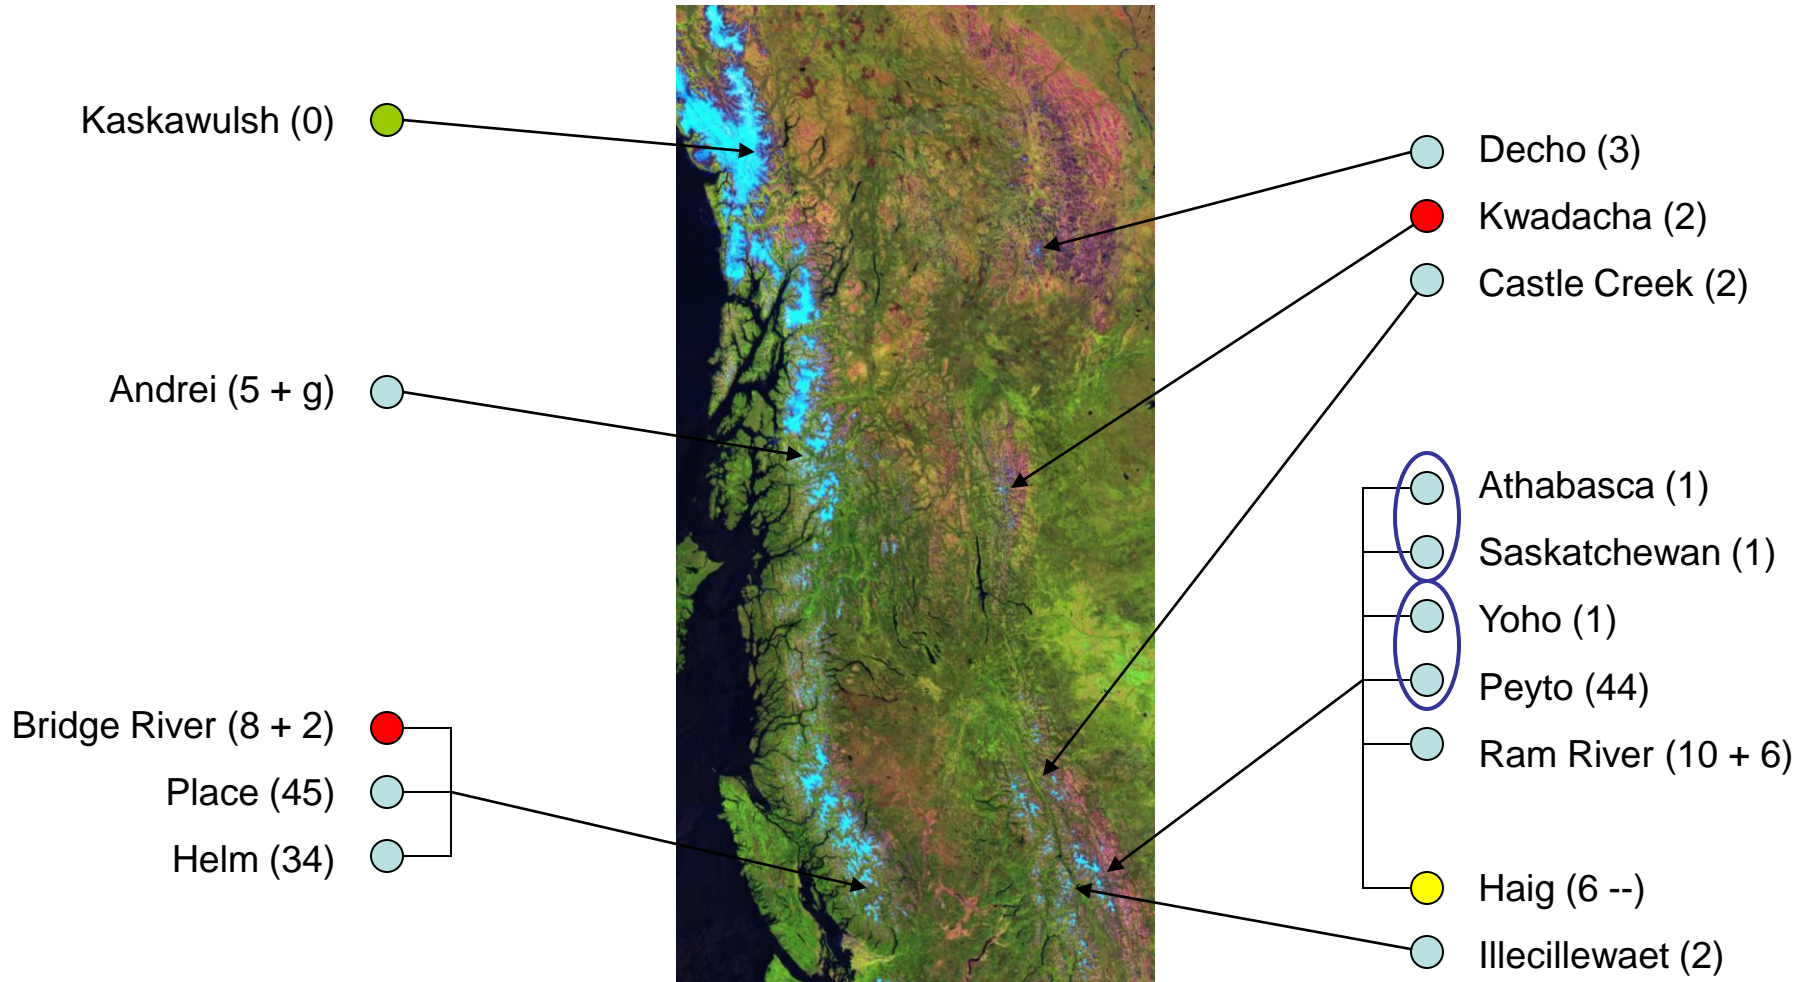 Kaskawulsh (0)
Andrei (5 + g)
Bridge River (8 + 2)
Place (45)
Helm (34)
Decho (3)
Kwadacha (2)
Castle Creek (2)
Athabasca (1)
Saskatchewan (1)
Yoho (1)
Peyto (44)
Ram River (10 + 6)
Haig (6 --)
Illecillewaet (2)